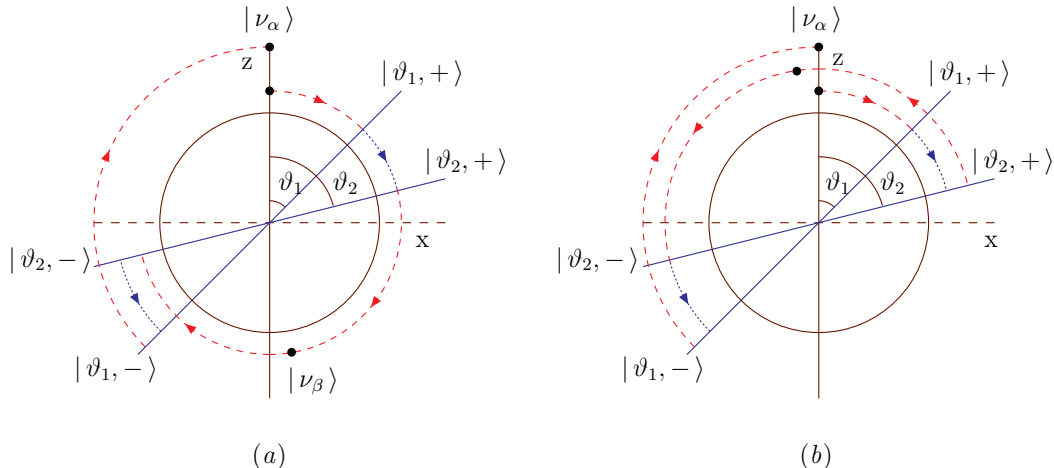 | ν_α ⟩
z
| ϑ_1, + ⟩
| ϑ_2, + ⟩
ϑ_1
ϑ_2
x
| ϑ_2, − ⟩
| ϑ_1, − ⟩
| ν_β ⟩
(a)
| ν_α ⟩
z
| ϑ_1, + ⟩
| ϑ_2, + ⟩
ϑ_1
ϑ_2
x
| ϑ_2, − ⟩
| ϑ_1, − ⟩
(b)